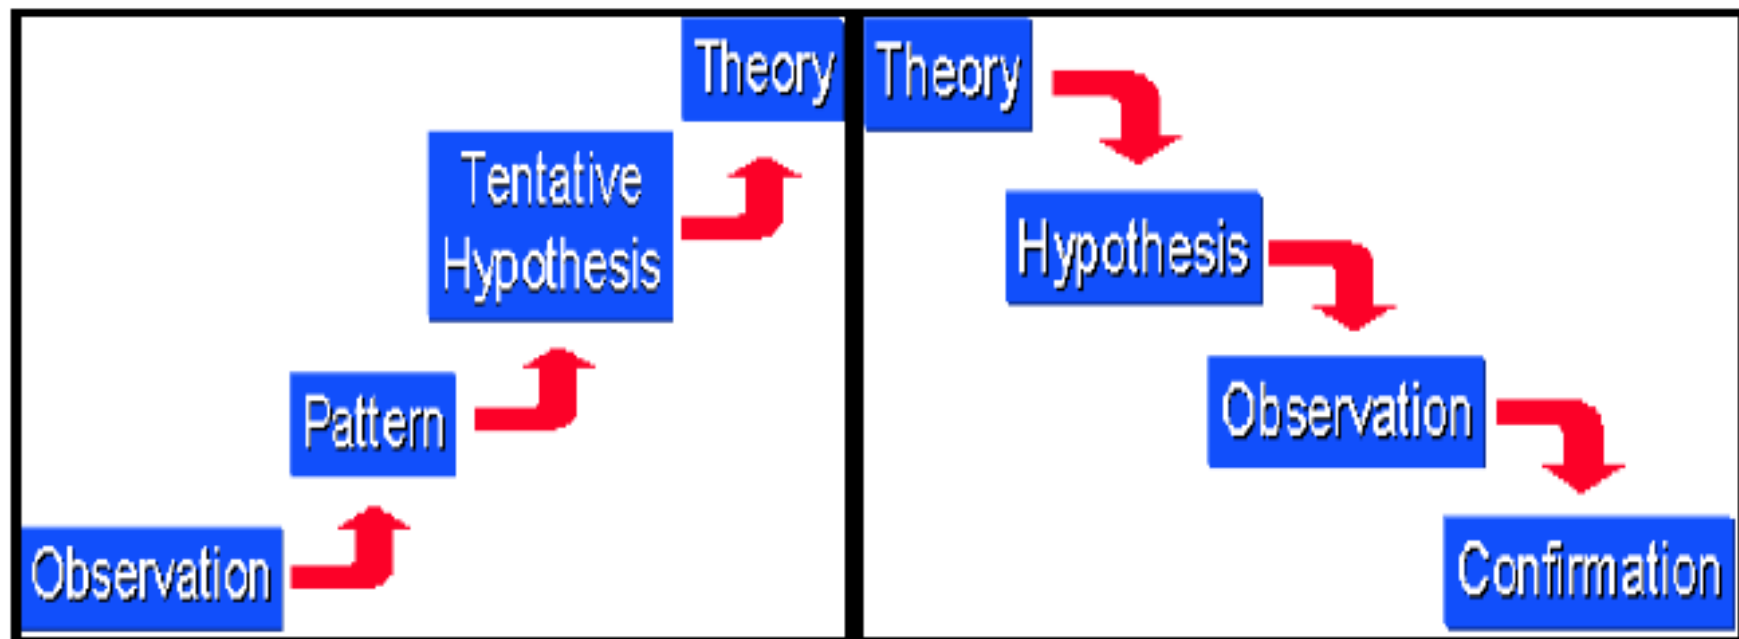 Theory
Tentative
Hypothesis
Pattern
Observation
Theory
Hypothesis
Observation
Confirmation